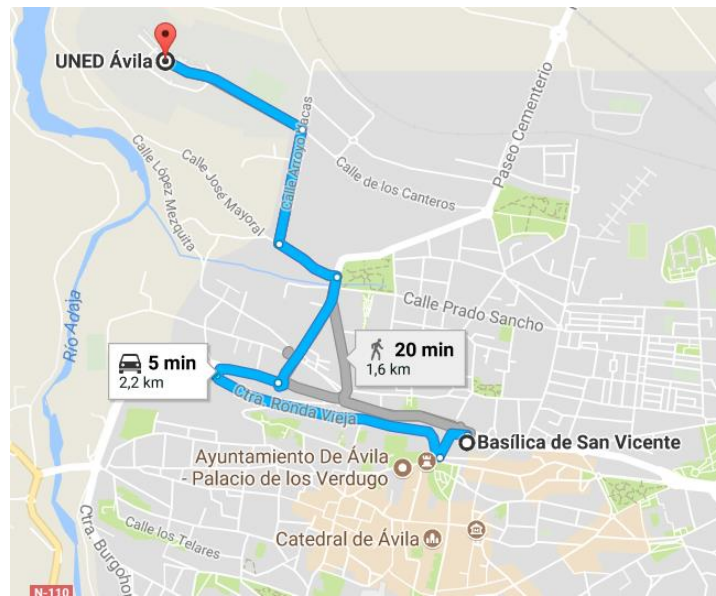 UNED Ávila
Paseo Cementerio
Calle Arroyo Vacas
Calle de los Canteros
Calle José Mayoral
Calle López Mezquita
Río Adaja
Calle Prado Sancho
5 min
2,2 km
20 min
1,6 km
Ctra. Ronda Vieja
Basílica de San Vicente
Ayuntamiento De Ávila
- Palacio de los Verdugo
Catedral de Ávila
Calle los Telares
Ctra. Burgohon
N-110